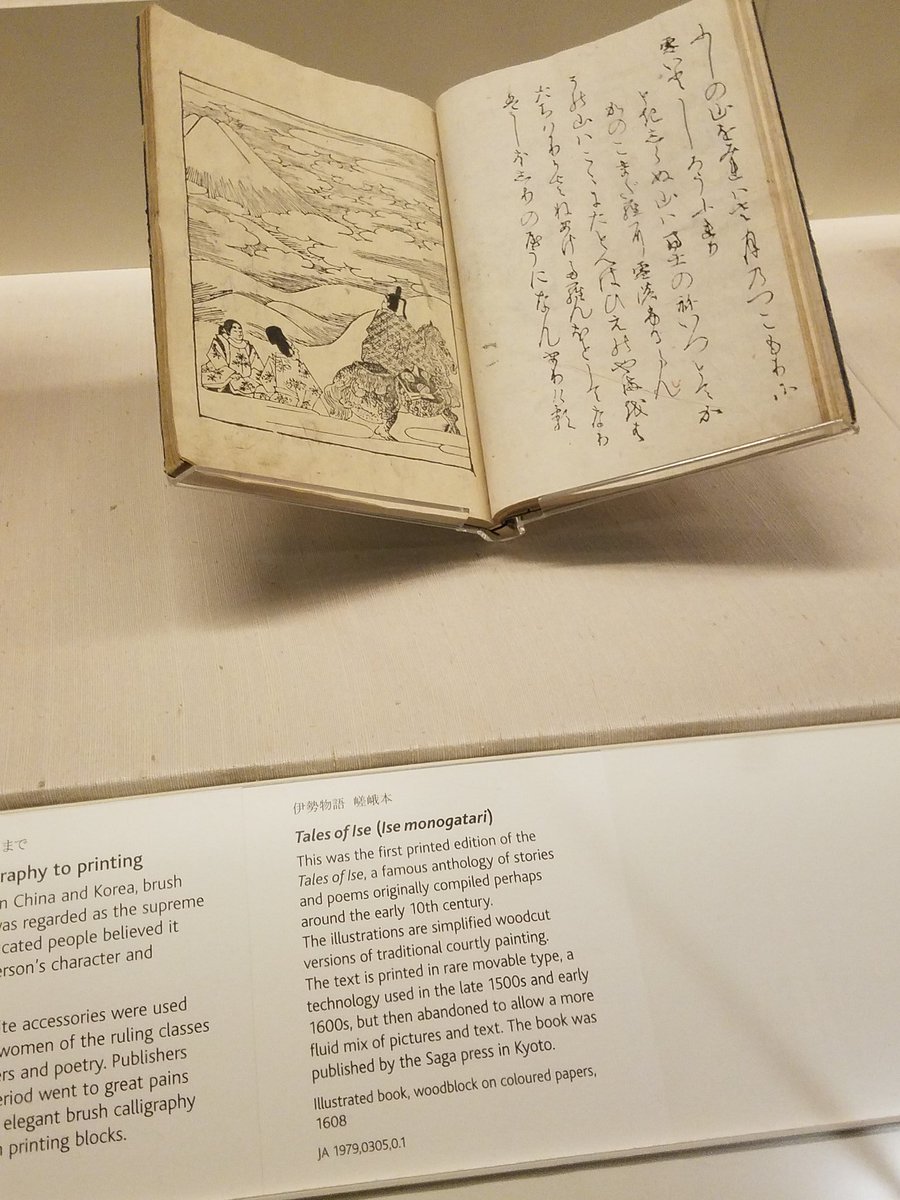 ふしの山を見れはさ月のつこもりに
雪いとしろうふれり
時しらぬ山は富士のねいつとてか
かのこまたらに雪のふるらん
その山はこゝにたとへはひえの山を
はたちはかりかさねあけたらんほとしてなり
はしほしりのやうになんありける
まで
raphy to printing
n China and Korea, brush
as regarded as the supreme
cated people believed it
erson's character and
te accessories were used
women of the ruling classes
ers and poetry. Publishers
eriod went to great pains
elegant brush calligraphy
printing blocks.
伊勢物語 嵯峨本
Tales of Ise (Ise monogatari)
This was the first printed edition of the
Tales of Ise, a famous anthology of stories
and poems originally compiled perhaps
around the early 10th century.
The illustrations are simplified woodcut
versions of traditional courtly painting.
The text is printed in rare movable type, a
technology used in the late 1500s and early
1600s, but then abandoned to allow a more
fluid mix of pictures and text. The book was
published by the Saga press in Kyoto.
Illustrated book, woodblock on coloured papers,
1608
JA 1979,0305,0.1